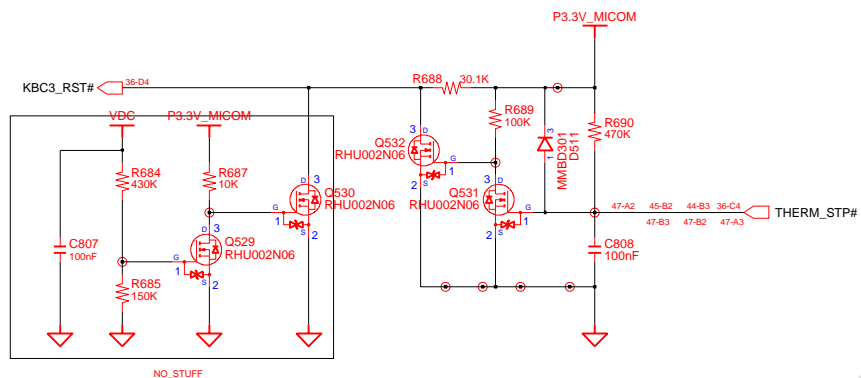 P3.3V_MICOM
KBC3_RST#
36-D4
R688
30.1K
VDC
P3.3V_MICOM
R689
100K
MMBD301
D511
1
3
R690
470K
Q532
RHU002N06
3
D
G
1
S
2
R684
430K
R687
10K
Q530
RHU002N06
3
D
G
1
S
2
Q531
RHU002N06
3
D
G
1
S
2
47-A2
45-B2
44-B3
36-C4
THERM_STP#
47-B3
47-B2
47-A3
C807
100nF
Q529
RHU002N06
3
D
G
1
S
2
C808
100nF
R685
150K
NO_STUFF